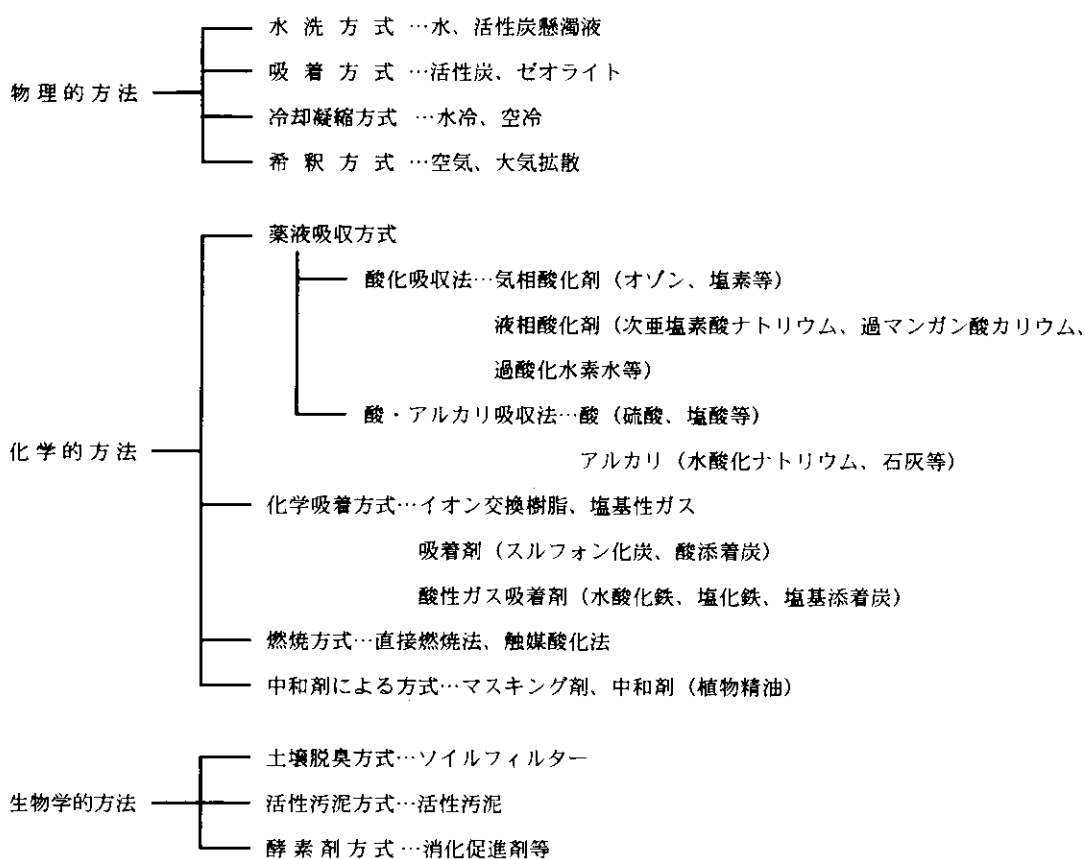 水洗方式…水、活性炭懸濁液
吸着方式…活性炭、ゼオライト
物理的方法
冷却凝縮方式…水冷、空冷
希釈方式…空気、大気拡散
薬液吸収方式
酸化吸収法…気相酸化剤(オゾン、塩素等)
液相酸化剤(次亜塩素酸ナトリウム、過マンガン酸カリウム、
過酸化水素水等)
酸・アルカリ吸収法…酸(硫酸、塩酸等)
化学的方法
アルカリ(水酸化ナトリウム、石灰等)
化学吸着方式…イオン交換樹脂、塩基性ガス
吸着剤(スルフォン化炭、酸添着炭)
酸性ガス吸着剤(水酸化鉄、塩化鉄、塩基添着炭)
燃焼方式…直接燃焼法、触媒酸化法
中和剤による方式…マスキング剤、中和剤(植物精油)
土壌脱臭方式…ソイルフィルター
生物学的方法
活性汚泥方式…活性汚泥
酵素剤方式…消化促進剤等